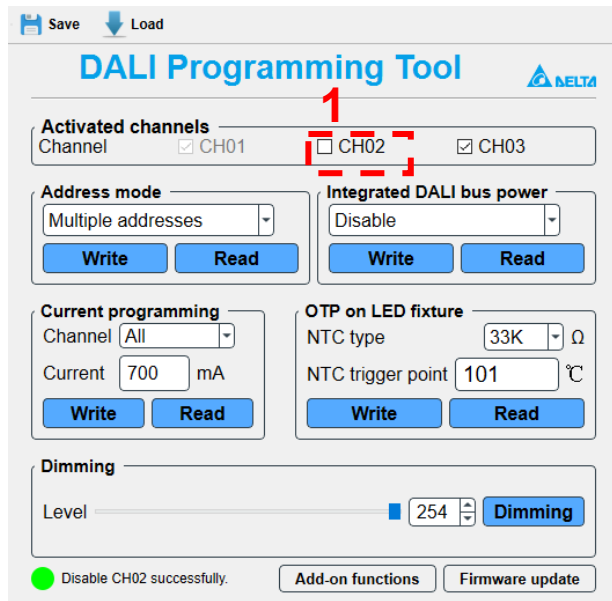 Save Load
DALI Programming Tool
DELTA
1
Activated channels
Channel CH01 CH02 CH03
Address mode Integrated DALI bus power
Multiple addresses Disable
Write Read Write Read
Current programming OTP on LED fixture
Channel All NTC type 33K Ω
Current 700 mA NTC trigger point 101 ℃
Write Read Write Read
Dimming
Level 254 Dimming
Disable CH02 successfully. Add-on functions Firmware update